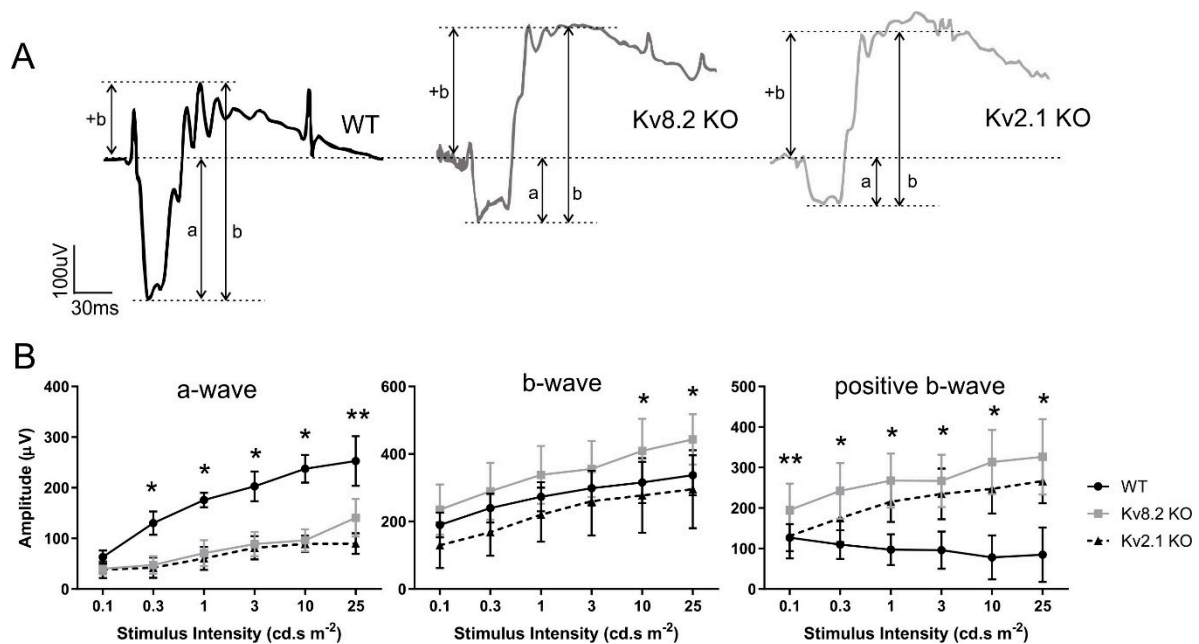 A
+b
a
b
WT
100uV
30ms
+b
a
b
Kv8.2 KO
+b
a
b
Kv2.1 KO
B
a-wave
Amplitude (µV)
400
300
200
100
0
*
*
*
*
**
0.1 0.3 1 3 10 25
Stimulus Intensity (cd.s m-2)
b-wave
600
400
200
0
*
*
0.1 0.3 1 3 10 25
Stimulus Intensity (cd.s m-2)
positive b-wave
500
400
300
200
100
0
**
*
*
*
*
*
0.1 0.3 1 3 10 25
Stimulus Intensity (cd.s m-2)
WT
Kv8.2 KO
Kv2.1 KO